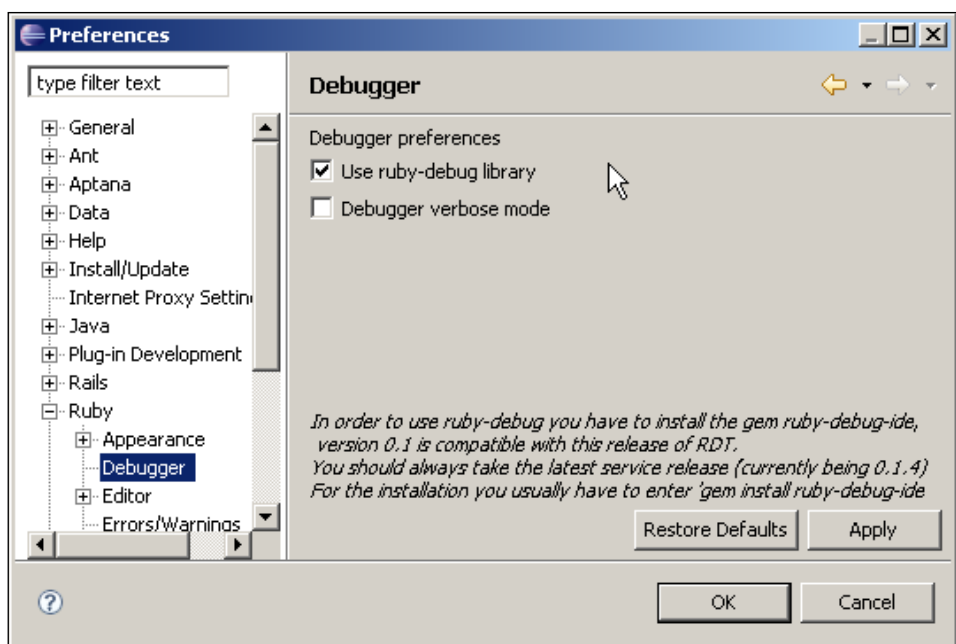 Preferences
type filter text
General
Ant
Aptana
Data
Help
Install/Update
Internet Proxy Settin
Java
Plug-in Development
Rails
Ruby
Appearance
Debugger
Editor
Errors/Warnings
Debugger
Debugger preferences
Use ruby-debug library
Debugger verbose mode
In order to use ruby-debug you have to install the gem ruby-debug-ide,
version 0.1 is compatible with this release of RDT.
You should always take the latest service release (currently being 0.1.4)
For the installation you usually have to enter 'gem install ruby-debug-ide
Restore Defaults
Apply
OK
Cancel